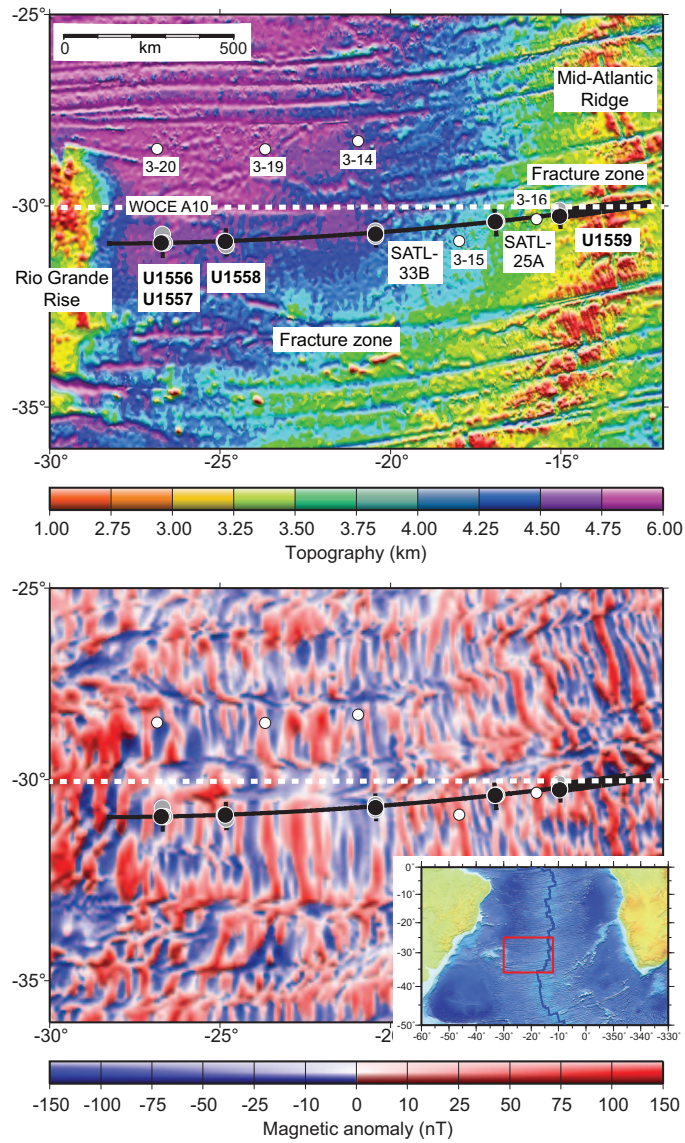 -25°
0 500
km
Mid-Atlantic
Ridge
3-20
3-19
3-14
Fracture zone
3-16
-30°
WOCE A10
U1559
SATL-
25A
SATL-
33B
3-15
Rio Grande
Rise
U1556
U1557
U1558
Fracture zone
-35°
-30° -25° -20° -15°
1.00 2.75 3.00 3.25 3.50 3.75 4.00 4.25 4.50 4.75 6.00
Topography (km)
-25°
-30°
0°
-10
-20
-30
-40
-50
-60 -50 -40 -30 -20 -10 0° -350 -340 -330
-35°
-30° -25° -2
-150 -100 -75 -50 -25 0 10 25 50 100 150
Magnetic anomaly (nT)